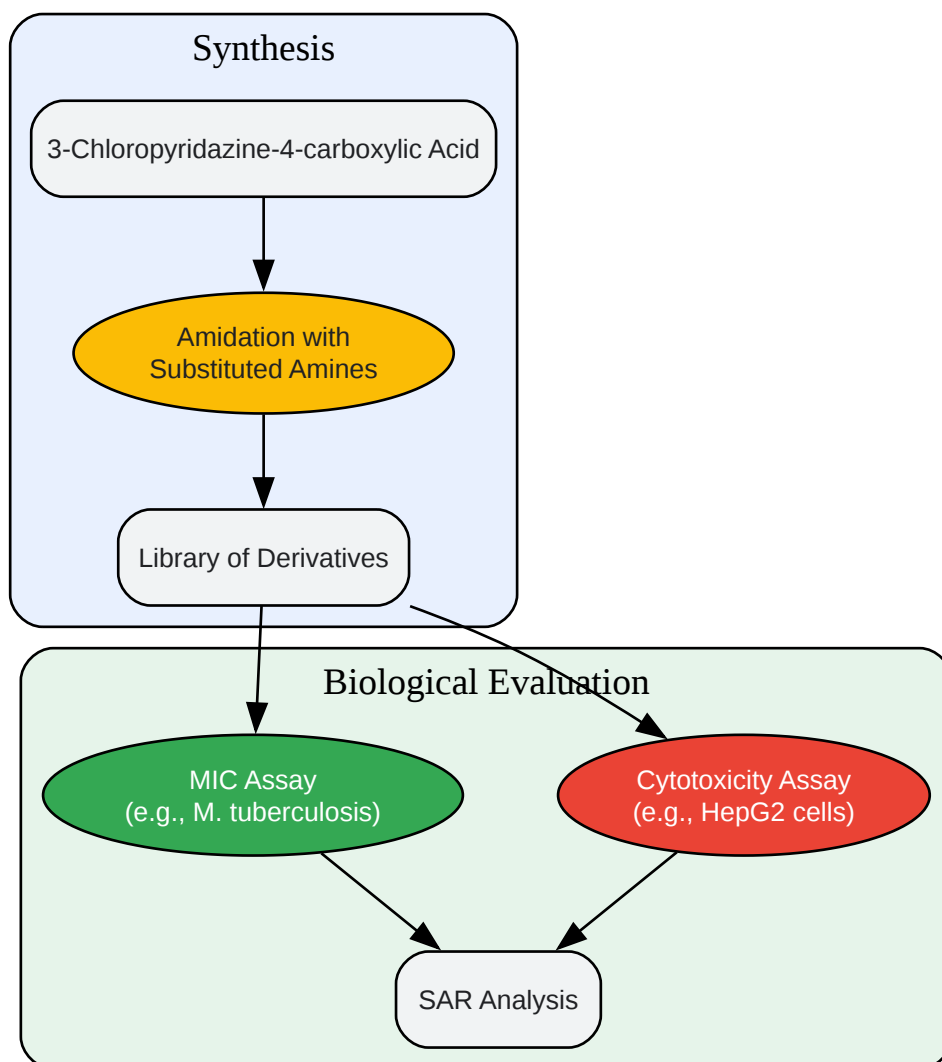 Synthesis
3-Chloropyridazine-4-carboxylic Acid
Amidation with
Substituted Amines
Library of Derivatives
Biological Evaluation
MIC Assay
(e.g., M. tuberculosis)
Cytotoxicity Assay
(e.g., HepG2 cells)
SAR Analysis